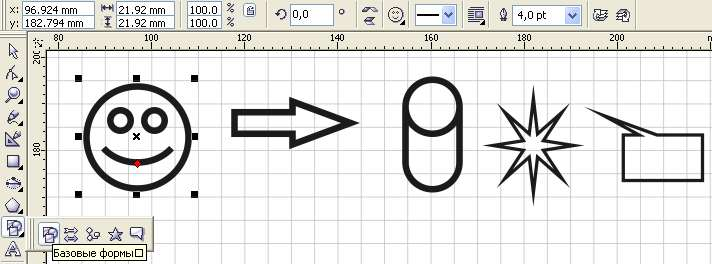 x: 96.924 mm 21.92 mm 100.0 % 0,0 ° 4,0 pt
y: 182.794 mm 21.92 mm 100.0 %
80 100 120 140 160 180 200 220
200
180
Базовые формы
A